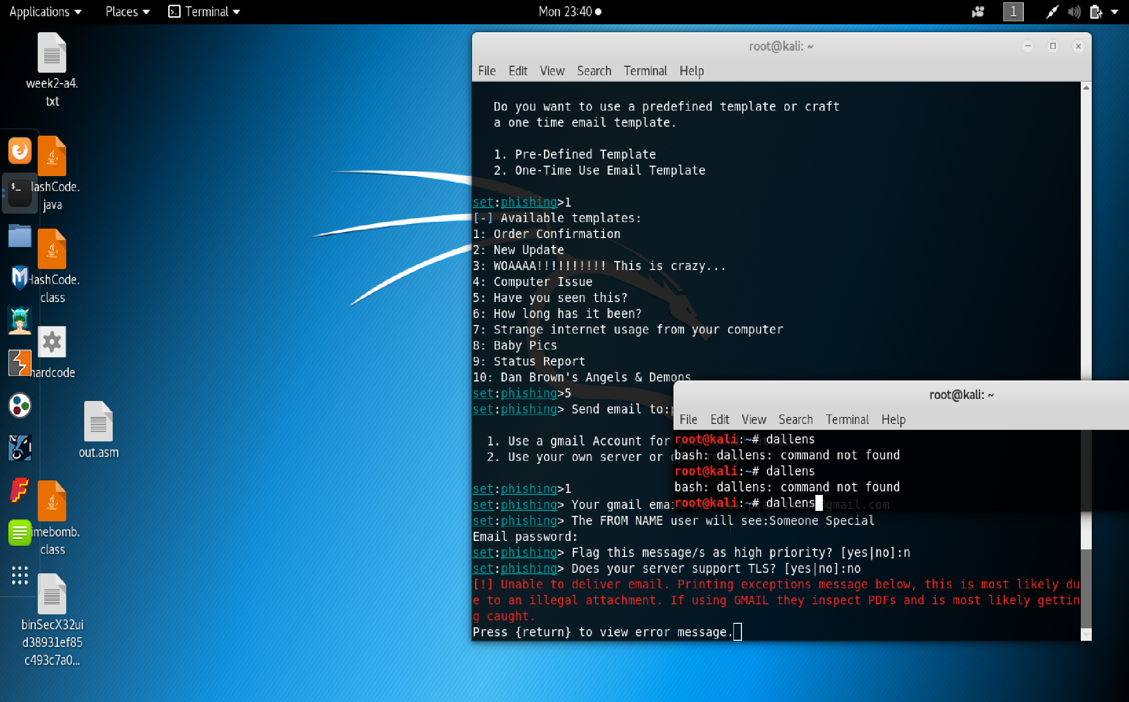 Applications Places Terminal Mon 23:40 1
week2-a4.
txt
HashCode.
java
HashCode.
class
hardcode
out.asm
timebomb.
class
binSecX32ui
d38931ef85
c493c7a0...
root@kali: ~
File Edit View Search Terminal Help
Do you want to use a predefined template or craft
a one time email template.
1. Pre-Defined Template
2. One-Time Use Email Template
set:phishing>1
[-] Available templates:
1: Order Confirmation
2: New Update
3: WOAAAA!!!!!!!!!! This is crazy...
4: Computer Issue
5: Have you seen this?
6: How long has it been?
7: Strange internet usage from your computer
8: Baby Pics
9: Status Report
10: Dan Brown's Angels & Demons
set:phishing>5
set:phishing> Send email to:
1. Use a gmail Account for
2. Use your own server or
set:phishing>1
set:phishing> Your gmail
set:phishing> The FROM NAME user will see:Someone Special
Email password:
set:phishing> Flag this message/s as high priority? [yes|no]:n
set:phishing> Does your server support TLS? [yes|no]:no
[!] Unable to deliver email. Printing exceptions message below, this is most likely du
e to an illegal attachment. If using GMAIL they inspect PDFs and is most likely gettin
g caught.
Press {return} to view error message.
root@kali: ~
File Edit View Search Terminal Help
root@kali:~# dallens
bash: dallens: command not found
root@kali:~# dallens
bash: dallens: command not found
root@kali:~# dallens